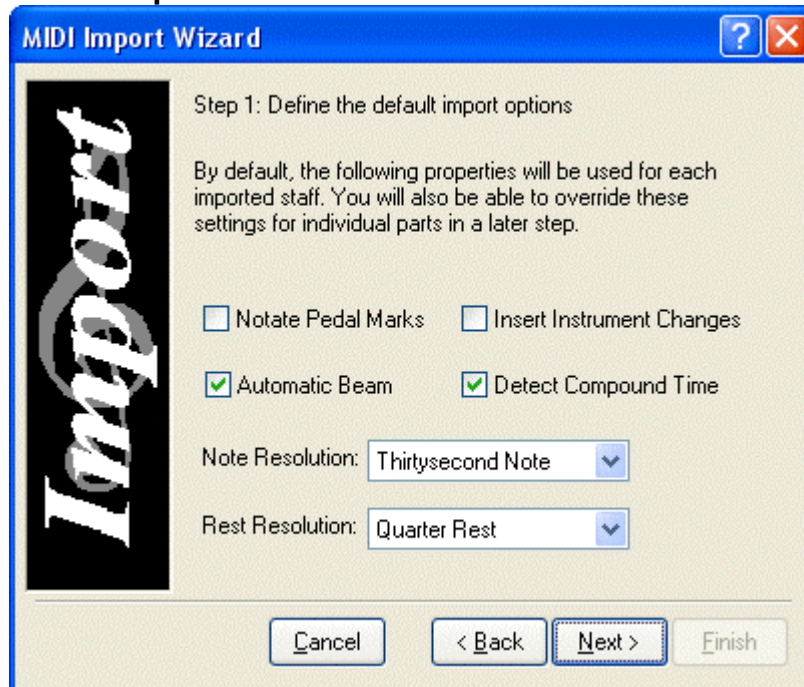 MIDI Import Wizard
Import
Step 1: Define the default import options
By default, the following properties will be used for each
imported staff. You will also be able to override these
settings for individual parts in a later step.
Notate Pedal Marks Insert Instrument Changes
Automatic Beam Detect Compound Time
Note Resolution: Thirtysecond Note
Rest Resolution: Quarter Rest
Cancel < Back Next > Finish